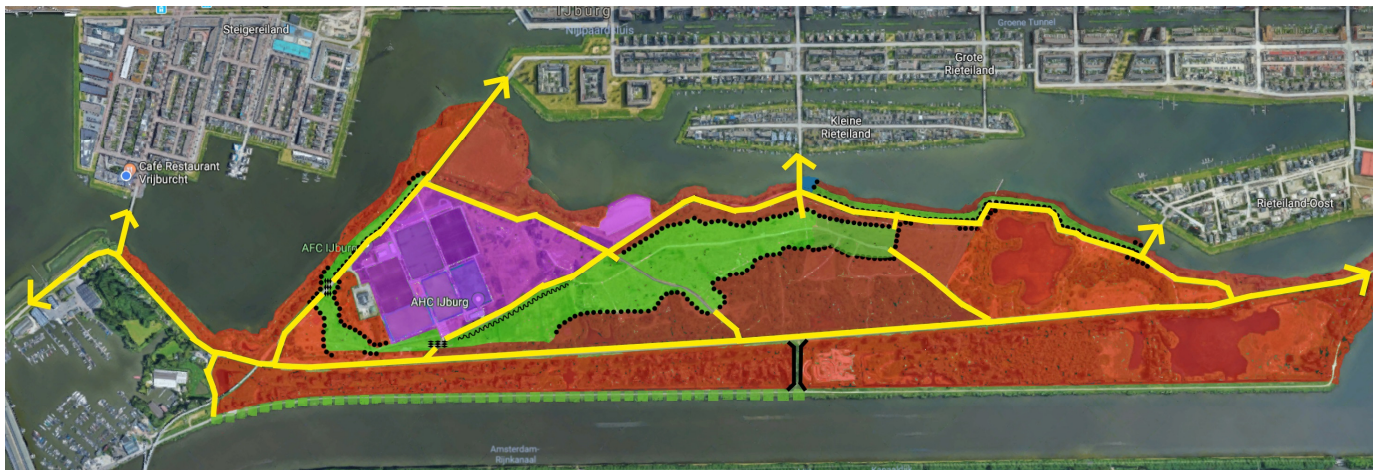 IJburg
Nijlpaardsluis
Groene Tunnel
Steigereiland
Grote
Rieteiland
Kleine
Rieteiland
Café Restaurant
Vrijburcht
Rieteiland-Oost
AFC IJburg
AHC IJburg
Amsterdam-
Rijnkanaal